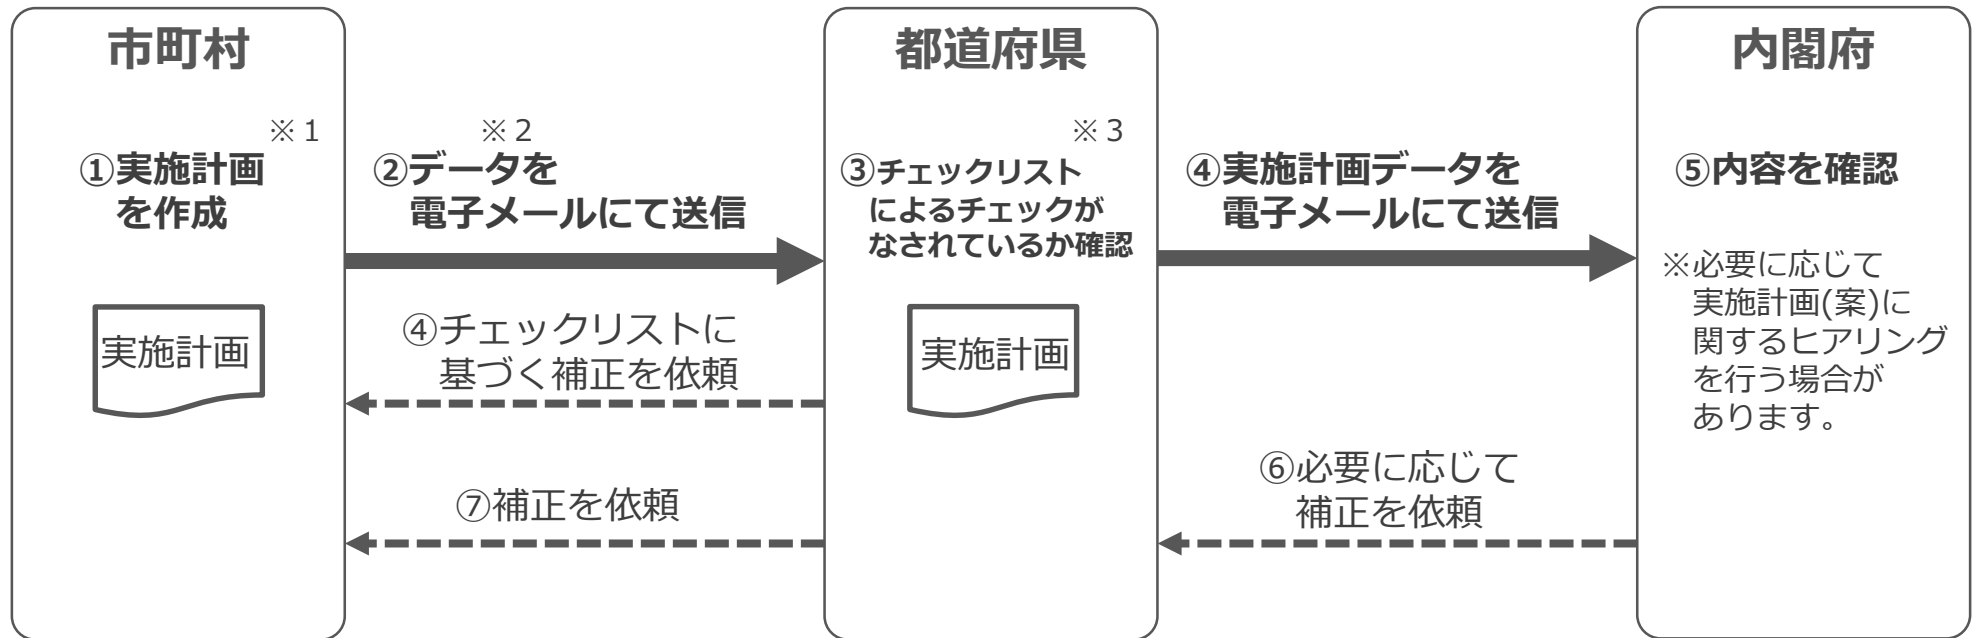 市町村
※１
①実施計画
を作成
実施計画
※２
②データを
電子メールにて送信
④チェックリストに
基づく補正を依頼
⑦補正を依頼
都道府県
※３
③チェックリスト
によるチェックが
なされているか確認
実施計画
④実施計画データを
電子メールにて送信
⑥必要に応じて
補正を依頼
内閣府
⑤内容を確認
※必要に応じて
実施計画(案)に
関するヒアリング
を行う場合が
あります。